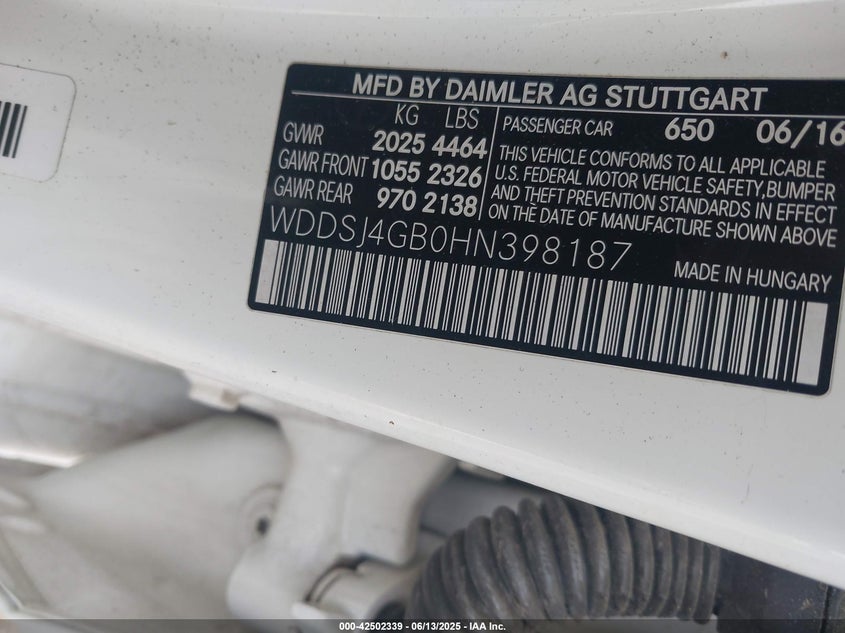 MFD BY DAIMLER AG STUTTGART
KG LBS
GVWR 2025 4464
GAWR FRONT 1055 2326
GAWR REAR 970 2138
PASSENGER CAR 650 06/16
THIS VEHICLE CONFORMS TO ALL APPLICABLE
U.S. FEDERAL MOTOR VEHICLE SAFETY,BUMPER
AND THEFT PREVENTION STANDARDS IN EFFECT
ON THE DATE OF MANUFACTURE SHOWN ABOVE
WDDSJ4GB0HN398187
MADE IN HUNGARY
000-42502339 - 06/13/2025 - IAA Inc.